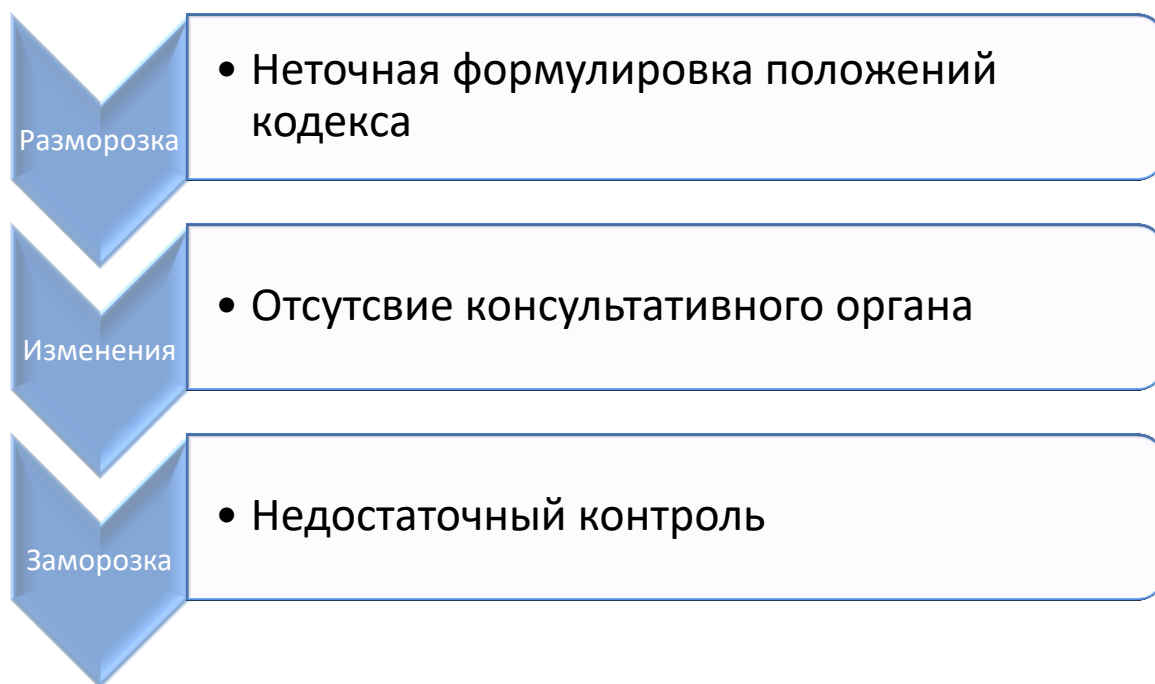 Разморозка
• Неточная формулировка положений
кодекса
Изменения
• Отсутсвие консультативного органа
Заморозка
• Недостаточный контроль